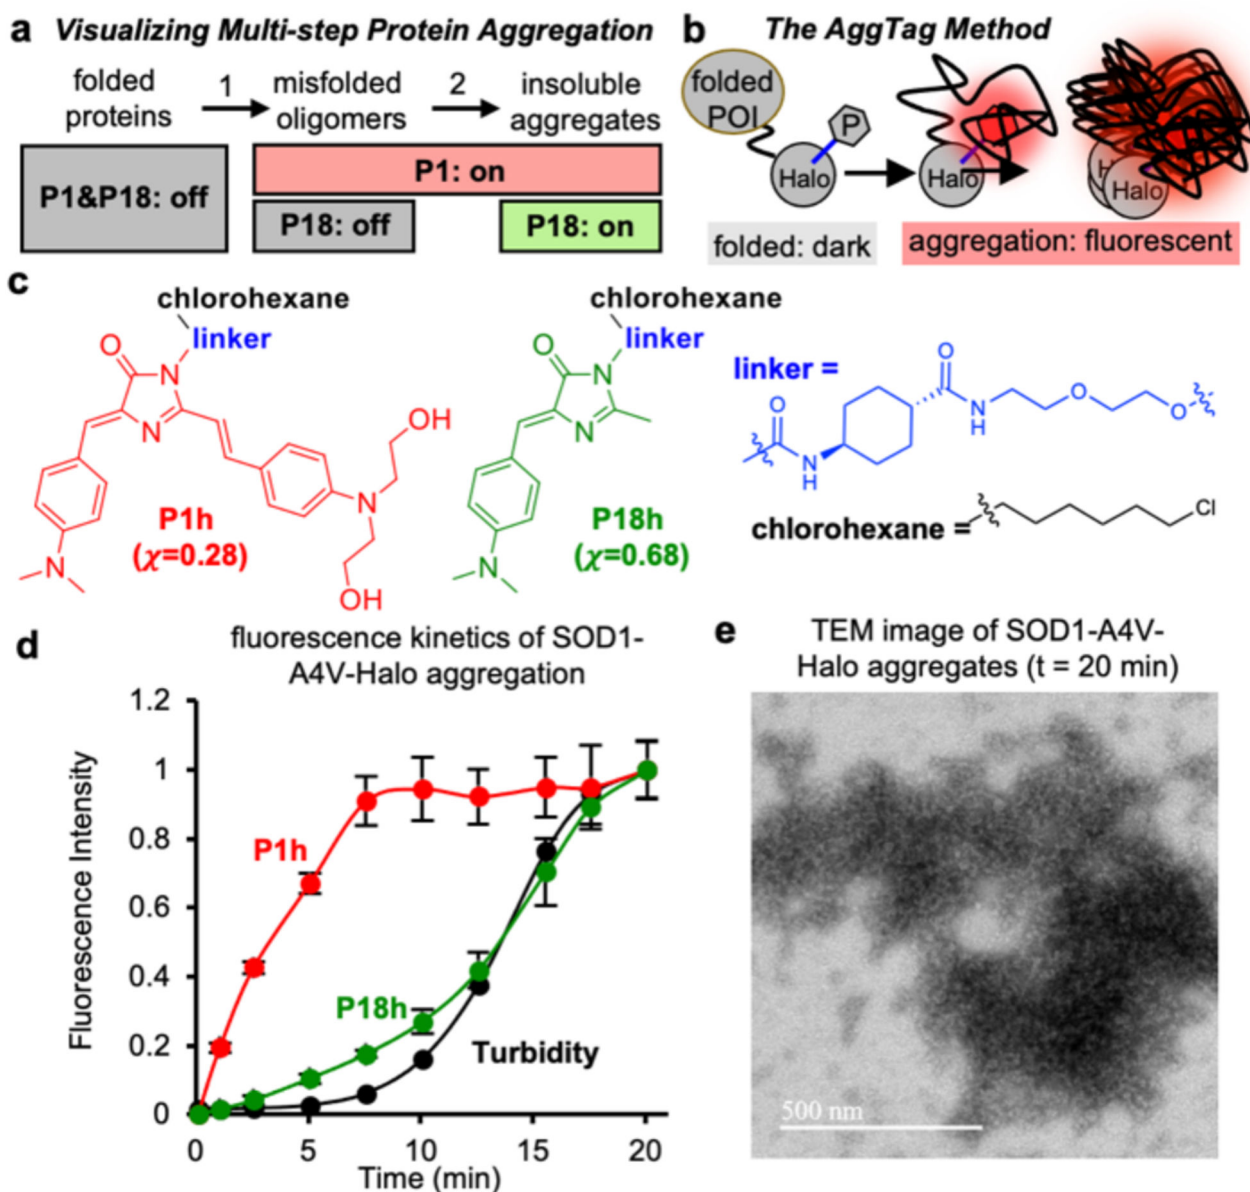 a Visualizing Multi-step Protein Aggregation
folded
proteins
1
misfolded
oligomers
2
insoluble
aggregates
P1&P18: off
P1: on
P18: off
P18: on
b The AggTag Method
folded
POI
P
Halo
Halo
H
Halo
folded: dark
aggregation: fluorescent
c
chlorohexane
linker
O
N
N
OH
N
OH
N
P1h
(χ=0.28)
chlorohexane
linker
O
N
N
N
P18h
(χ=0.68)
linker =
O
N
H
O
N
H
O
O
chlorohexane =
Cl
d
fluorescence kinetics of SOD1-
A4V-Halo aggregation
Fluorescence Intensity
1.2
1
0.8
0.6
0.4
0.2
0
P1h
P18h
Turbidity
0 5 10 15 20
Time (min)
e
TEM image of SOD1-A4V-
Halo aggregates (t = 20 min)
500 nm